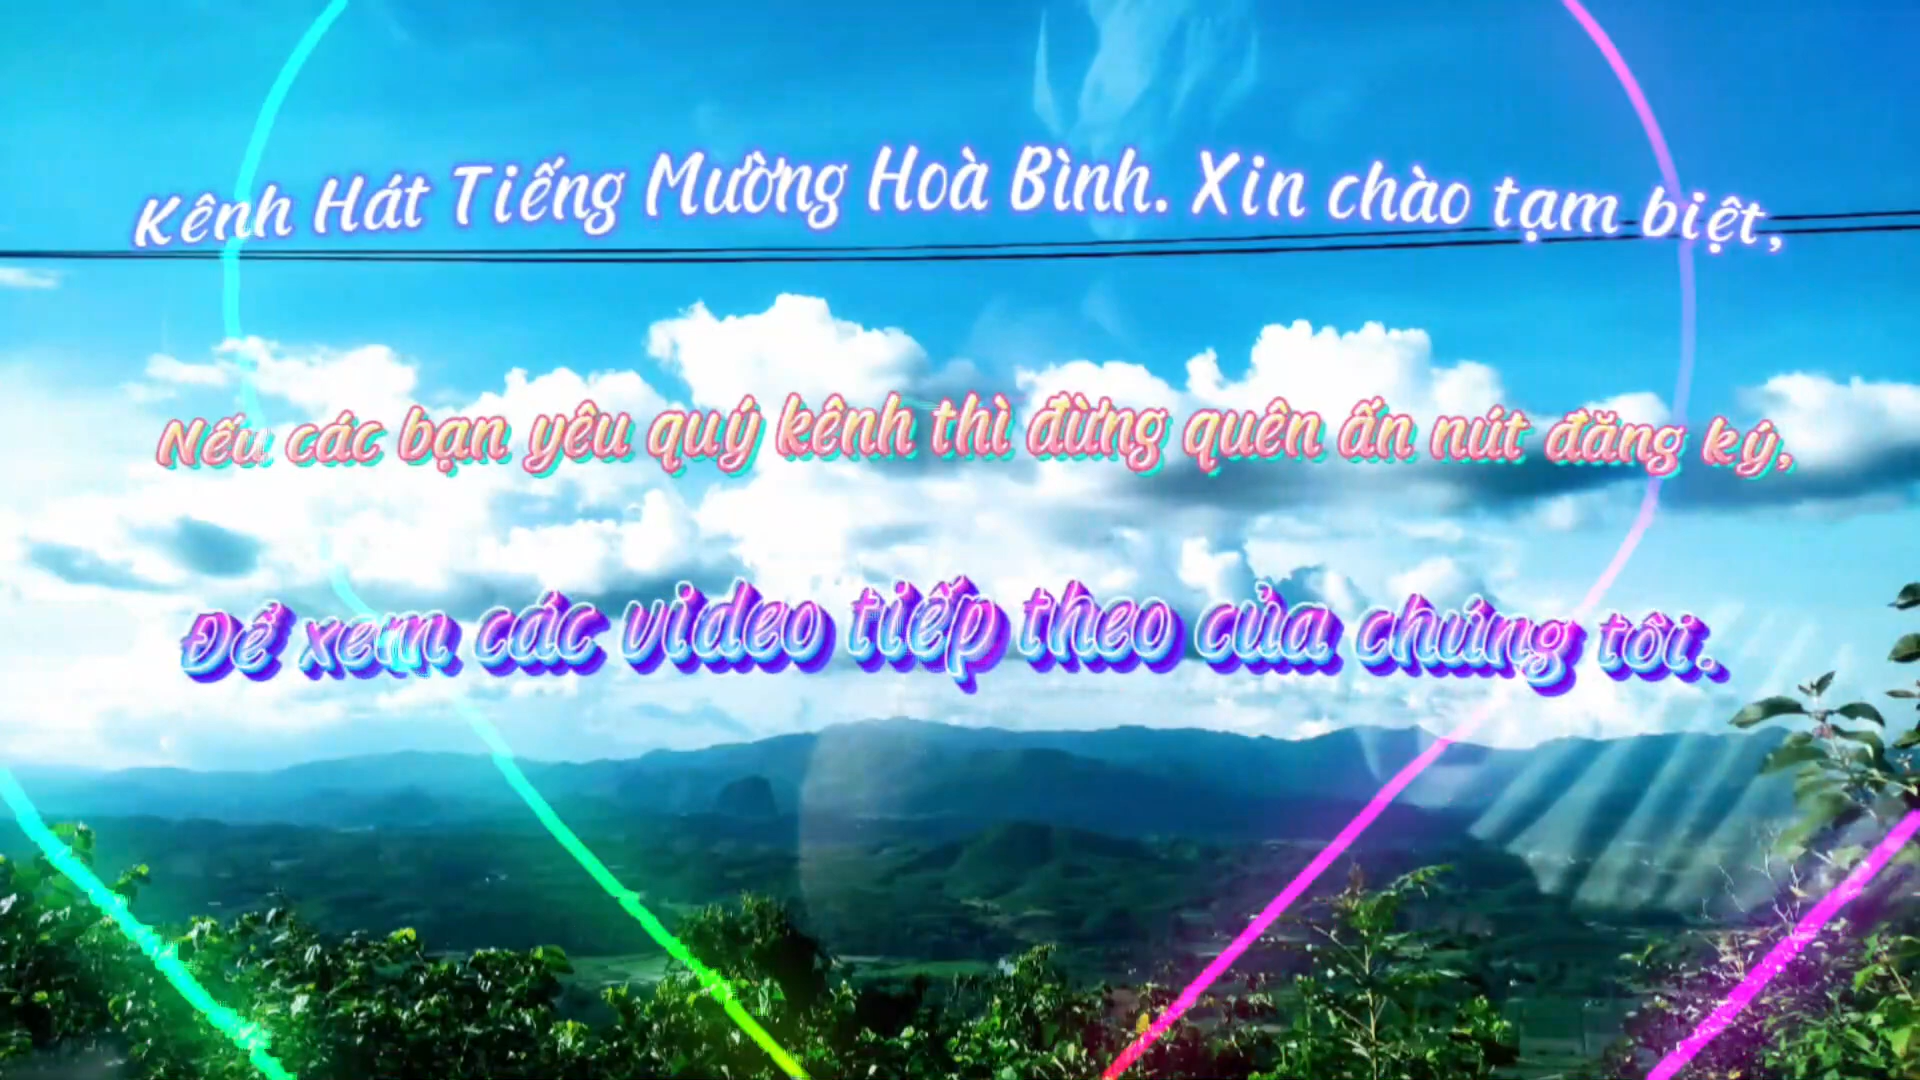 Kênh Hát Tiếng Mường Hoà Bình. Xin chào tạm biệt,
Nếu các bạn yêu quý kênh thì đừng quên ấn nút đăng ký,
Để xem các video tiếp theo của chúng tôi.